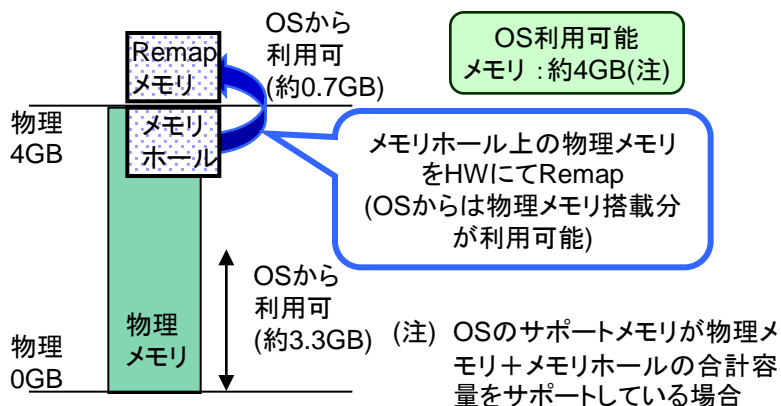 OSから
利用可
(約0.7GB)
Remap
メモリ
OS利用可能
メモリ：約4GB(注)
物理
4GB
メモリ
ホール
メモリホール上の物理メモリ
をHWにてRemap
(OSからは物理メモリ搭載分
が利用可能)
OSから
利用可
(約3.3GB)
物理
メモリ
物理
0GB
(注) OSのサポートメモリが物理メ
モリ＋メモリホールの合計容
量をサポートしている場合